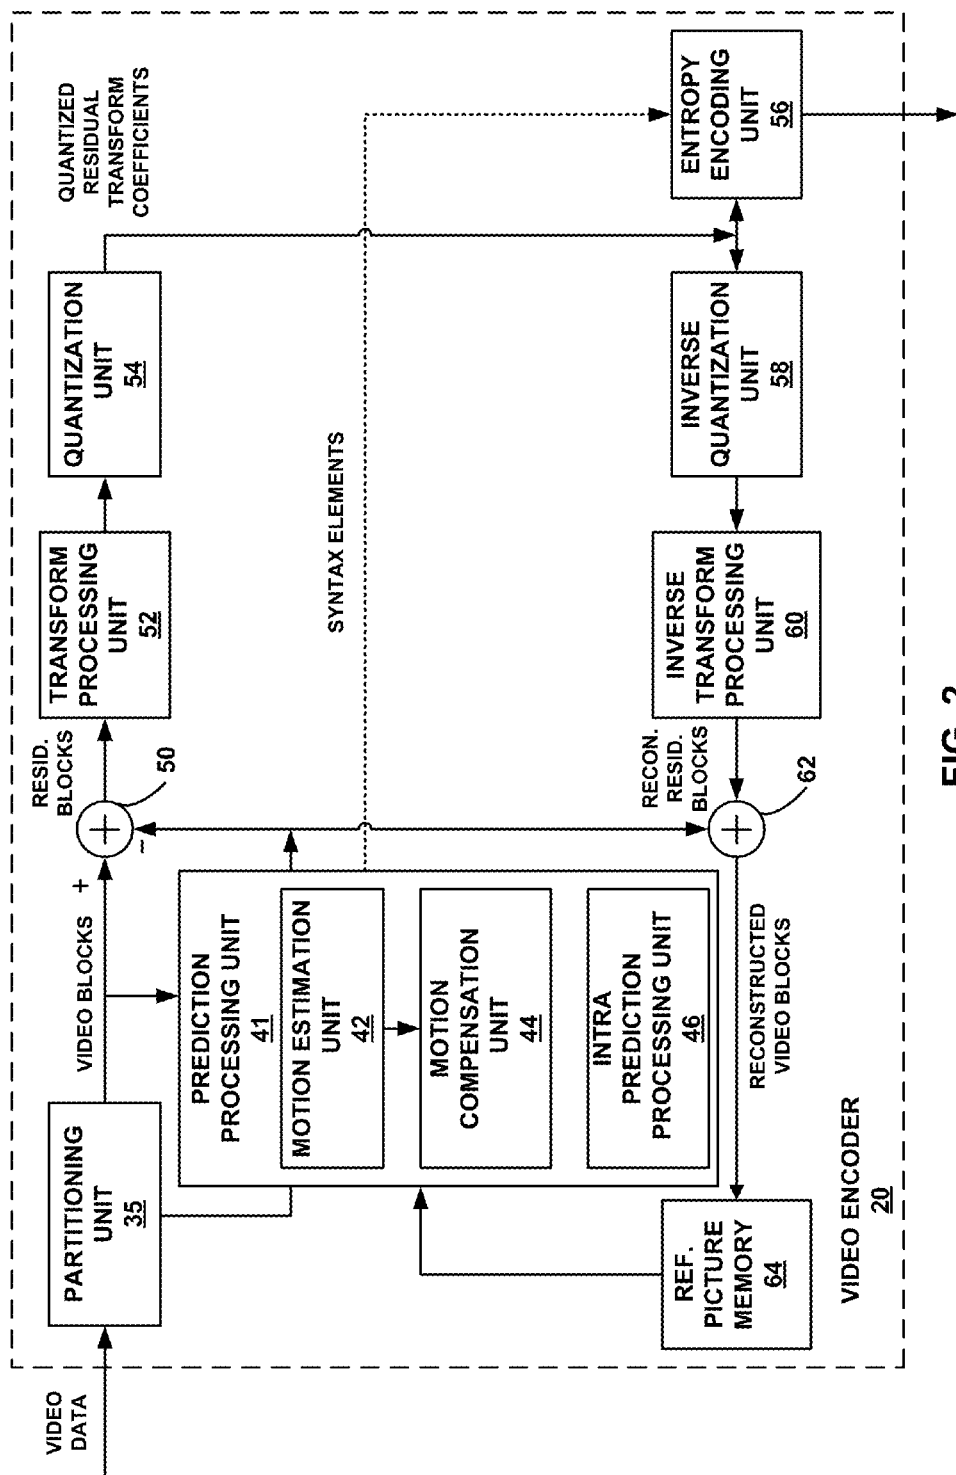 VIDEO
DATA
PARTITIONING
UNIT
35
VIDEO BLOCKS
+
–
RESID.
BLOCKS
50
TRANSFORM
PROCESSING
UNIT
52
QUANTIZATION
UNIT
54
QUANTIZED
RESIDUAL
TRANSFORM
COEFFICIENTS
PREDICTION
PROCESSING UNIT
41
MOTION ESTIMATION
UNIT
42
MOTION
COMPENSATION
UNIT
44
INTRA
PREDICTION
PROCESSING UNIT
46
SYNTAX ELEMENTS
ENTROPY
ENCODING
UNIT
56
INVERSE
QUANTIZATION
UNIT
58
INVERSE
TRANSFORM
PROCESSING
UNIT
60
RECON.
RESID.
BLOCKS
62
RECONSTRUCTED
VIDEO BLOCKS
REF.
PICTURE
MEMORY
64
VIDEO ENCODER
20
FIG. 2